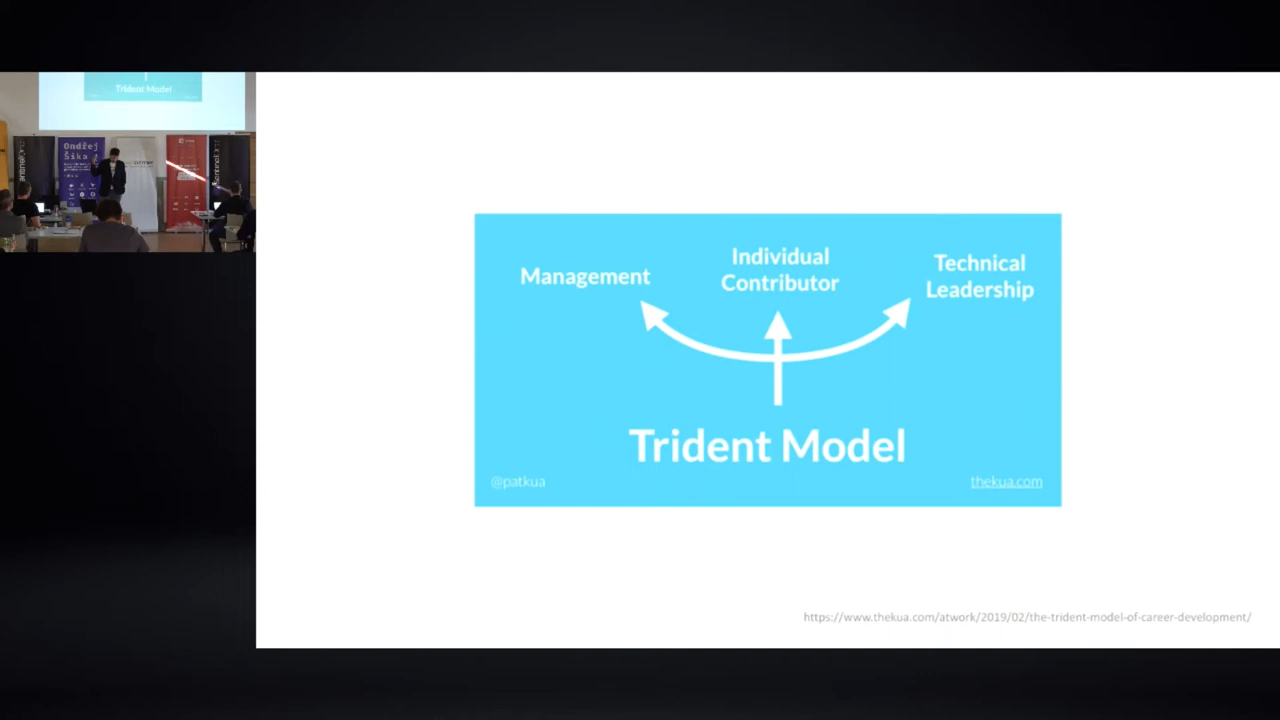 Trident Model
Ondřej
Šika
Management
Individual
Contributor
Technical
Leadership
Trident Model
@patkua
thekua.com
https://www.thekua.com/atwork/2019/02/the-trident-model-of-career-development/